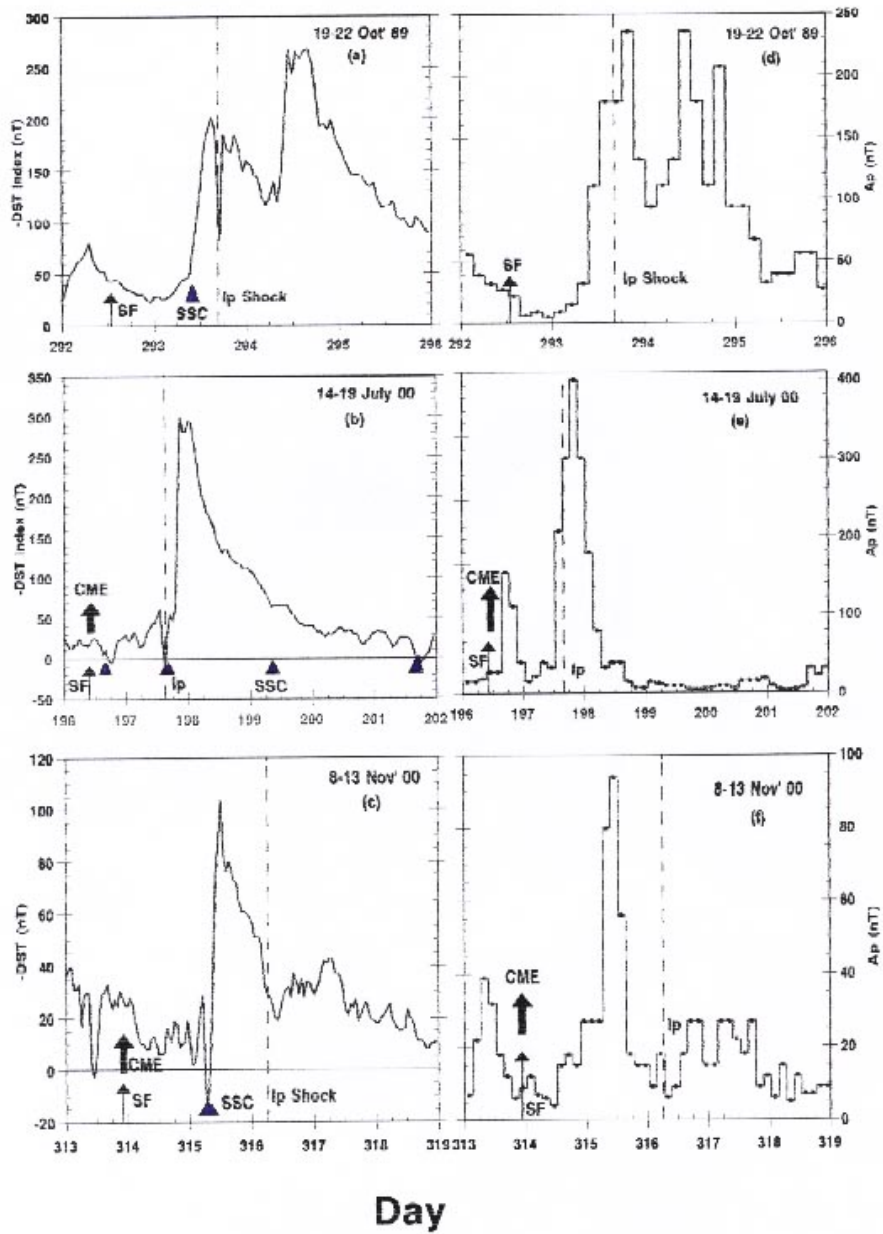 19-22 Oct' 89
(a)
-DST Index (nT)
300
250
200
150
100
50
0
SF
SSC
Ip Shock
292
293
294
295
296
19-22 Oct' 89
(d)
Ap (nT)
250
200
150
100
50
0
SF
Ip Shock
292
293
294
295
296
14-19 July 00
(b)
-DST Index (nT)
350
300
250
200
150
100
50
0
-50
CME
SF
Ip
SSC
196
197
198
199
200
201
202
14-19 July 00
(e)
Ap (nT)
400
300
200
100
0
CME
SF
Ip
196
197
198
199
200
201
202
8-13 Nov' 00
(c)
-DST (nT)
120
100
80
60
40
20
0
-20
CME
SF
SSC
Ip Shock
313
314
315
316
317
318
319
8-13 Nov' 00
(f)
Ap (nT)
100
80
60
40
20
0
CME
SF
Ip
313
314
315
316
317
318
319
Day